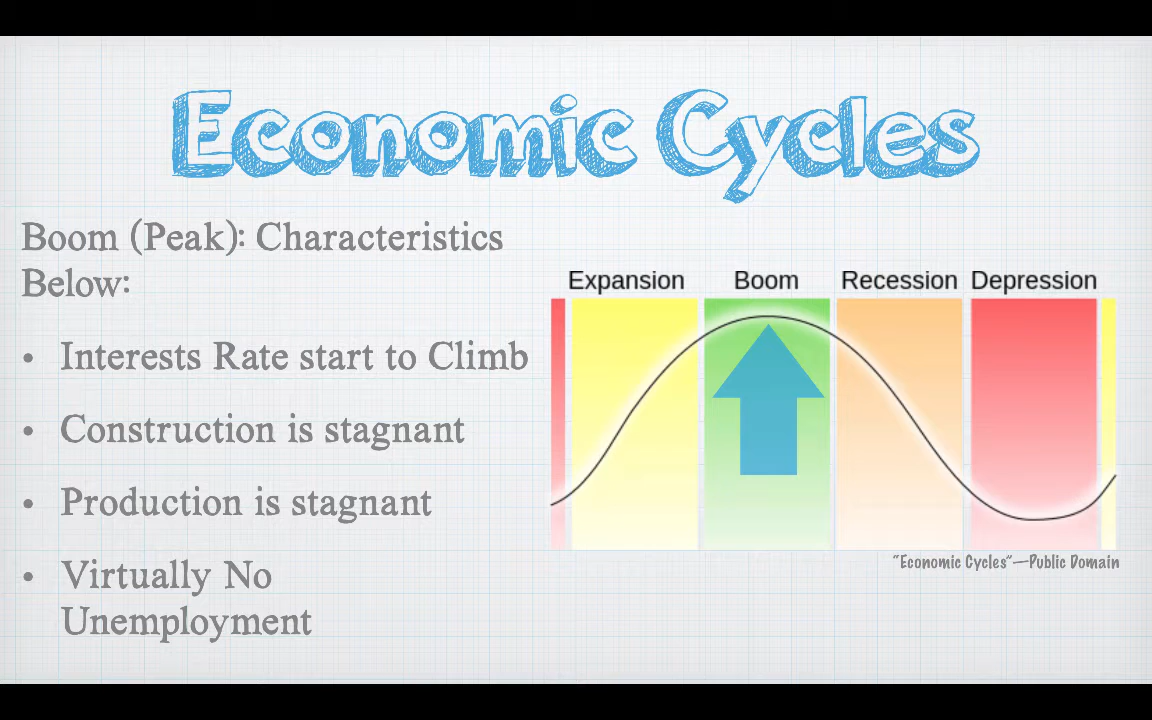 Economic Cycles
Boom (Peak): Characteristics
Below:
• Interests Rate start to Climb
• Construction is stagnant
• Production is stagnant
• Virtually No
Unemployment
Expansion Boom Recession Depression
“Economic Cycles”—Public Domain